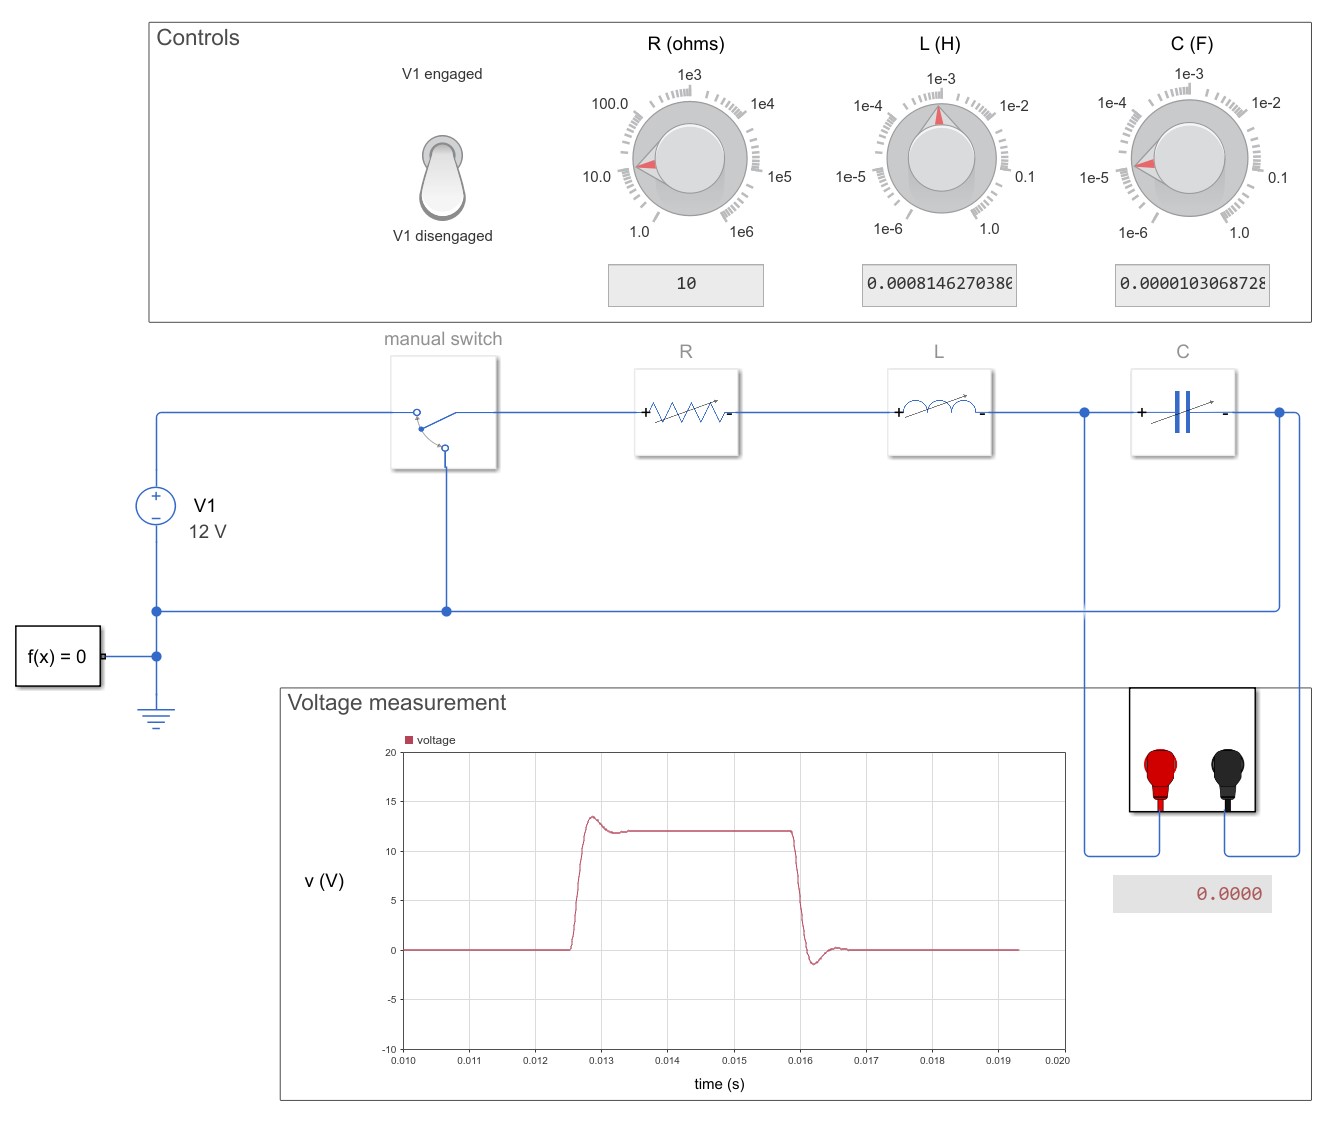 Controls
V1 engaged
V1 disengaged
R (ohms)
1e3
100.0
1e4
10.0
1e5
1.0
1e6
10
L (H)
1e-3
1e-4
1e-2
1e-5
0.1
1e-6
1.0
0.000814627038
C (F)
1e-3
1e-4
1e-2
1e-5
0.1
1e-6
1.0
0.0000103068728
manual switch
R
L
C
+
-
+
-
+
-
+
−
V1
12 V
f(x) = 0
Voltage measurement
voltage
20
15
10
5
0
-5
-10
v (V)
0.010
0.011
0.012
0.013
0.014
0.015
0.016
0.017
0.018
0.019
0.020
time (s)
0.0000